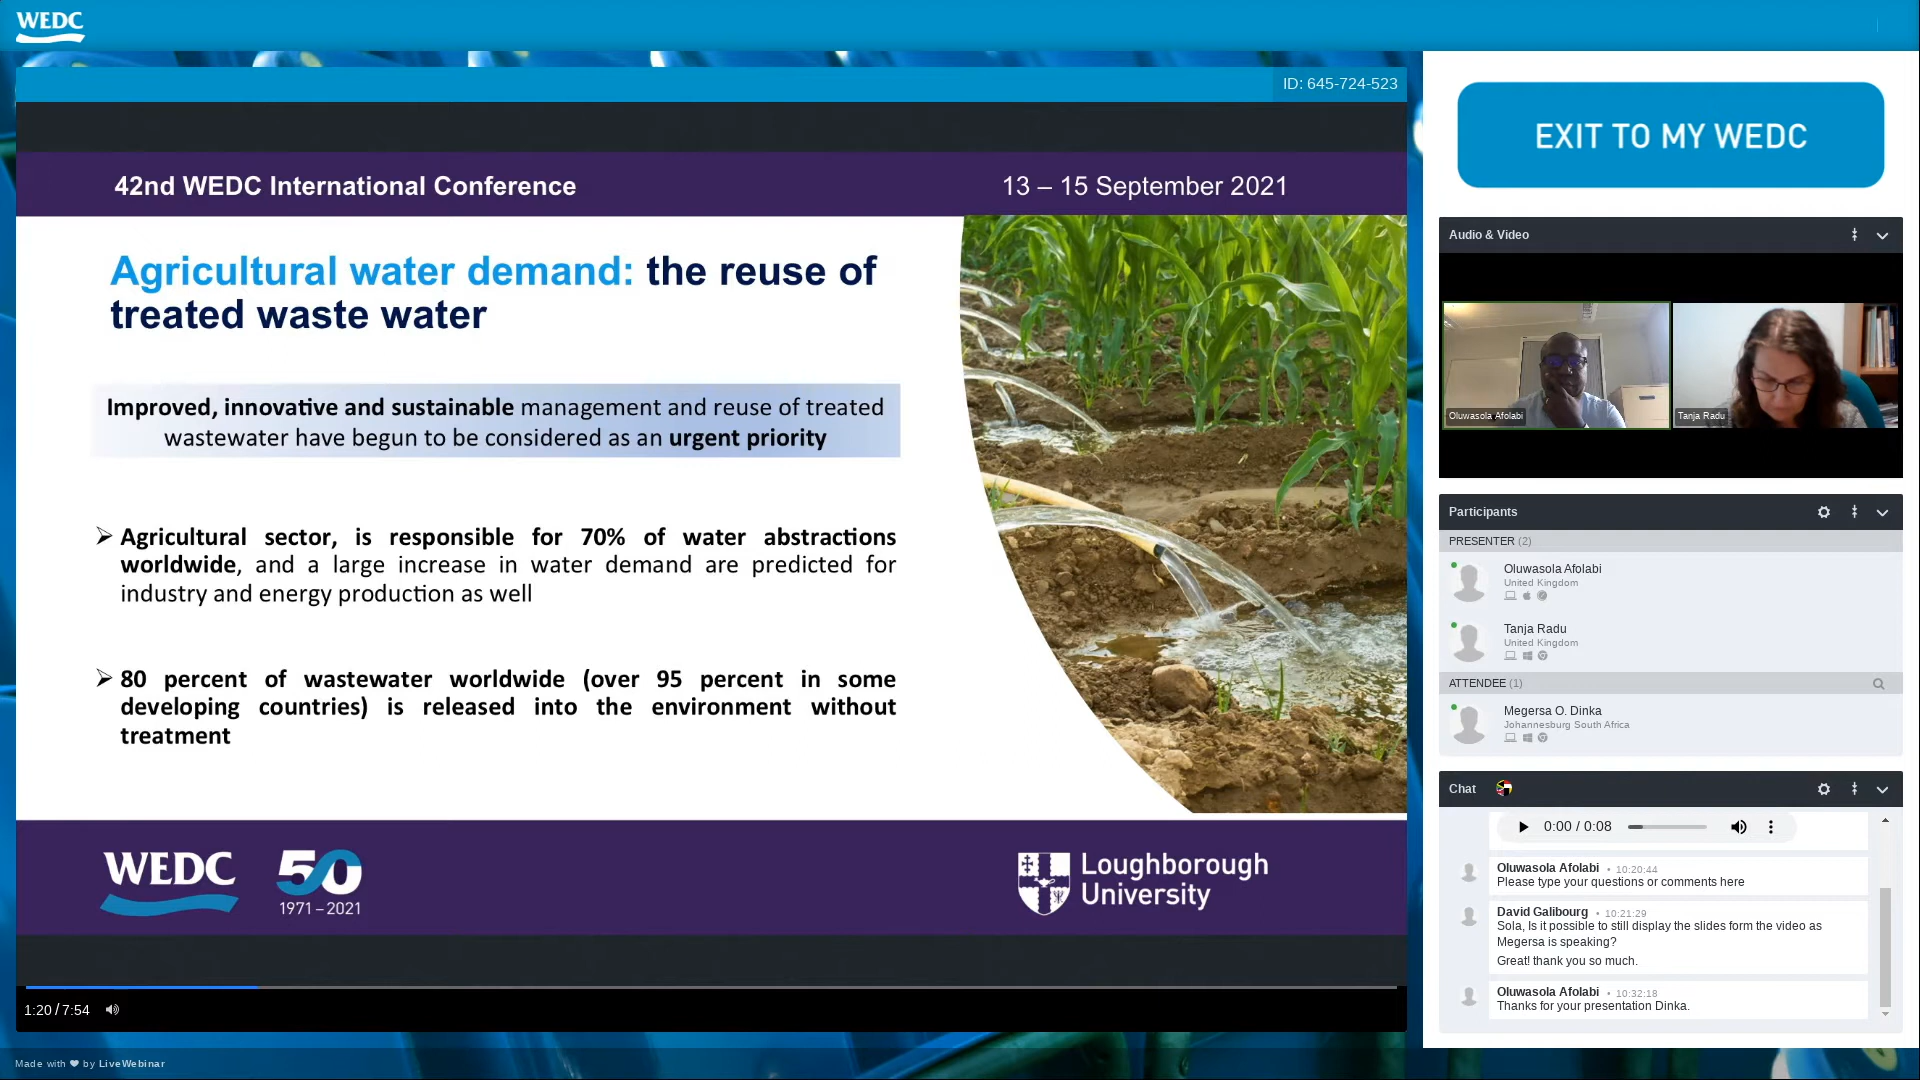 WEDC
ID: 645-724-523
42nd WEDC International Conference
13 – 15 September 2021
Agricultural water demand: the reuse of
treated waste water
Improved, innovative and sustainable management and reuse of treated
wastewater have begun to be considered as an urgent priority
Agricultural sector, is responsible for 70% of water abstractions
worldwide, and a large increase in water demand are predicted for
industry and energy production as well
80 percent of wastewater worldwide (over 95 percent in some
developing countries) is released into the environment without
treatment
WEDC
50
1971 – 2021
Loughborough
University
1:20 / 7:54
Made with ❤ by LiveWebinar
EXIT TO MY WEDC
Audio & Video
Oluwasola Afolabi
Tanja Radu
Participants
PRESENTER (2)
Oluwasola Afolabi
United Kingdom
Tanja Radu
United Kingdom
ATTENDEE (1)
Megersa O. Dinka
Johannesburg South Africa
Chat
0:00 / 0:08
Oluwasola Afolabi • 10:20:44
Please type your questions or comments here
David Galibourg • 10:21:29
Sola, Is it possible to still display the slides form the video as
Megersa is speaking?
Great! thank you so much.
Oluwasola Afolabi • 10:32:18
Thanks for your presentation Dinka.